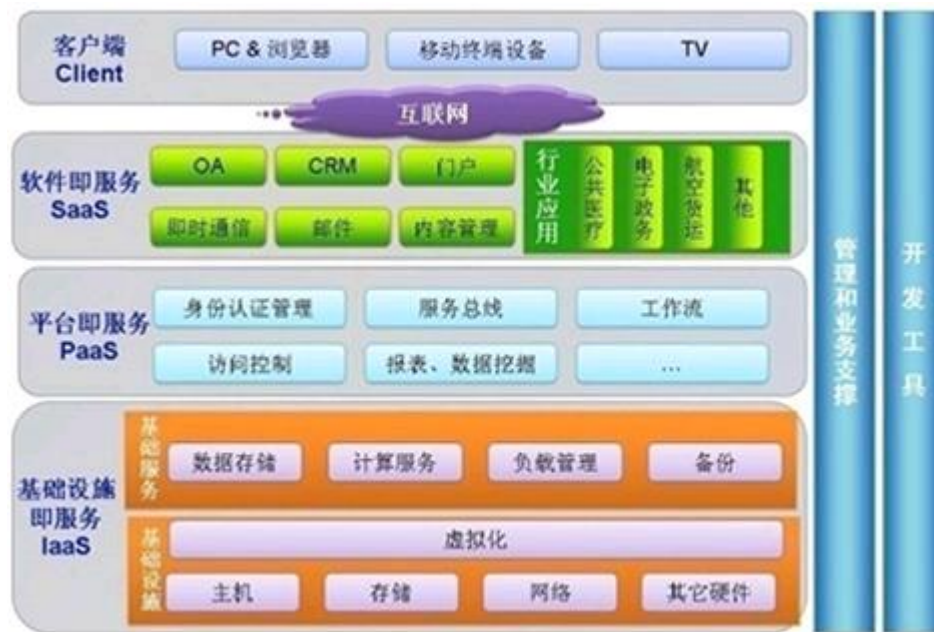 客户端
Client
PC & 浏览器
移动终端设备
TV
互联网
软件即服务
SaaS
OA
CRM
门户
即时通信
邮件
内容管理
行业应用
公共医疗
电子政务
航空货运
其他
平台即服务
PaaS
身份认证管理
服务总线
工作流
访问控制
报表、数据挖掘
...
基础设施
即服务
IaaS
基础服务
数据存储
计算服务
负载管理
备份
基础设施
虚拟化
主机
存储
网络
其它硬件
管理和业务支撑
开发工具